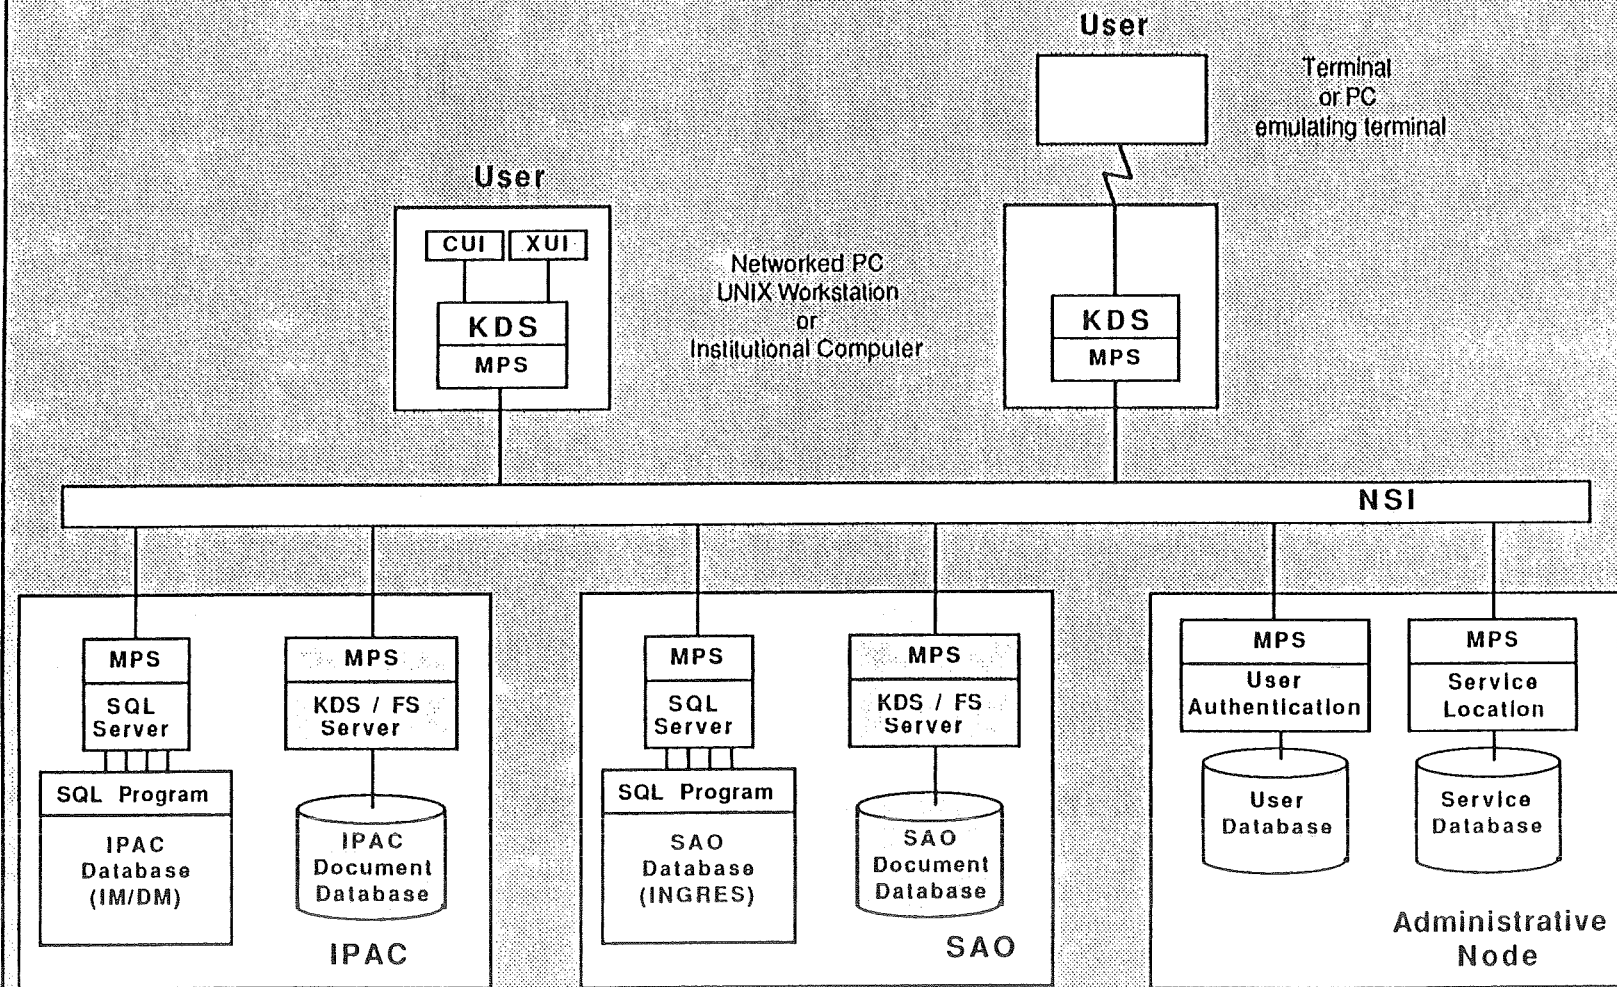 User
Terminal
or PC
emulating terminal
User
CUI
XUI
KDS
MPS
Networked PC
UNIX Workstation
or
Institutional Computer
KDS
MPS
NSI
MPS
SQL
Server
SQL Program
IPAC
Database
(IM/DM)
MPS
KDS / FS
Server
IPAC
Document
Database
IPAC
MPS
SQL
Server
SQL Program
SAO
Database
(INGRES)
MPS
KDS / FS
Server
SAO
Document
Database
SAO
MPS
User
Authentication
User
Database
MPS
Service
Location
Service
Database
Administrative
Node